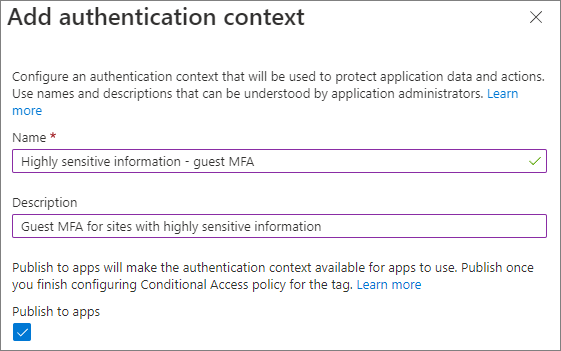 Add authentication context
Configure an authentication context that will be used to protect application data and actions.
Use names and descriptions that can be understood by application administrators. Learn
more
Name *
Highly sensitive information - guest MFA
Description
Guest MFA for sites with highly sensitive information
Publish to apps will make the authentication context available for apps to use. Publish once
you finish configuring Conditional Access policy for the tag. Learn more
Publish to apps